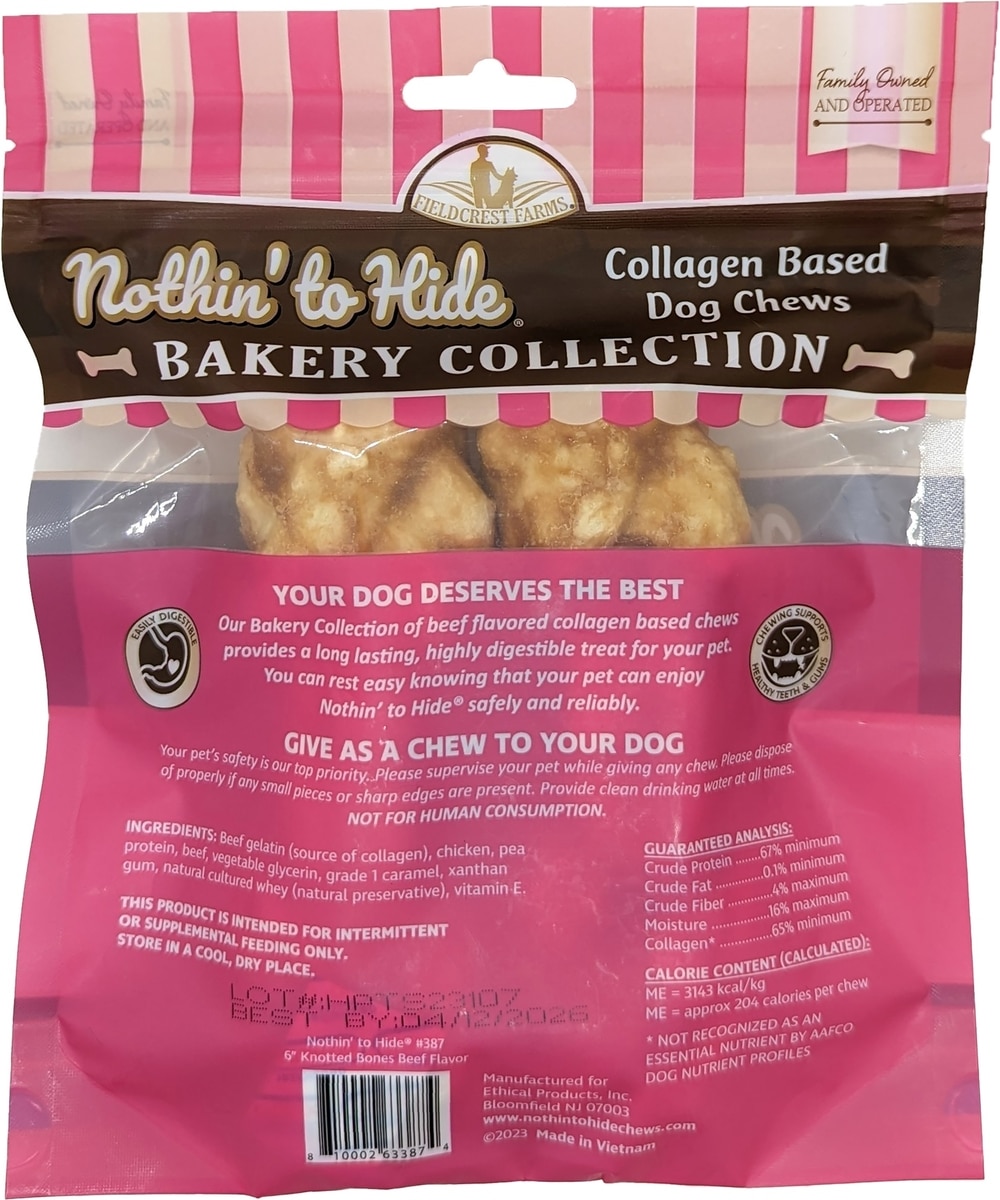 Family Owned
AND OPERATED
FIELDCREST FARMS.
Nothin' to Hide®
Collagen Based
Dog Chews
BAKERY COLLECTION
YOUR DOG DESERVES THE BEST
Our Bakery Collection of beef flavored collagen based chews
provides a long lasting, highly digestible treat for your pet.
You can rest easy knowing that your pet can enjoy
Nothin' to Hide® safely and reliably.
EASILY DIGESTIBLE
CHEWING SUPPORTS
HEALTHY TEETH & GUMS
GIVE AS A CHEW TO YOUR DOG
Your pet's safety is our top priority. Please supervise your pet while giving any chew. Please dispose
of properly if any small pieces or sharp edges are present. Provide clean drinking water at all times.
NOT FOR HUMAN CONSUMPTION.
INGREDIENTS: Beef gelatin (source of collagen), chicken, pea
protein, beef, vegetable glycerin, grade 1 caramel, xanthan
gum, natural cultured whey (natural preservative), vitamin E.
THIS PRODUCT IS INTENDED FOR INTERMITTENT
OR SUPPLEMENTAL FEEDING ONLY.
STORE IN A COOL, DRY PLACE.
GUARANTEED ANALYSIS:
Crude Protein ........67% minimum
Crude Fat ..............0.1% minimum
Crude Fiber ..............4% maximum
Moisture .................16% maximum
Collagen* ...............65% minimum
CALORIE CONTENT (CALCULATED):
ME = 3143 kcal/kg
ME = approx 204 calories per chew
* NOT RECOGNIZED AS AN
ESSENTIAL NUTRIENT BY AAFCO
DOG NUTRIENT PROFILES
LOT#HPTS23107
BEST BY:04/12/2026
Nothin' to Hide® #387
6" Knotted Bones Beef Flavor
8 10002 63387 4
Manufactured for
Ethical Products, Inc.
Bloomfield NJ 07003
www.nothintohidechews.com
©2023 Made in Vietnam